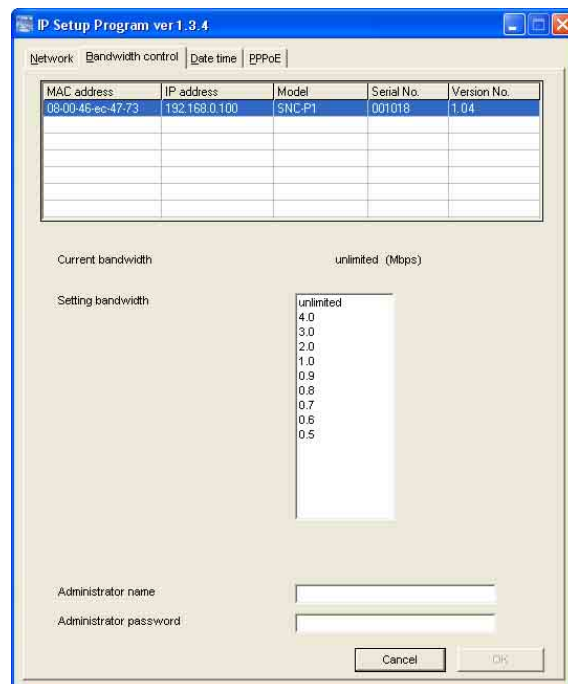 IP Setup Program ver1.3.4
Network Bandwidth control Date time PPPoE
MAC address IP address Model Serial No. Version No.
08-00-46-ec-47-73 192.168.0.100 SNC-P1 001018 1.04
Current bandwidth unlimited (Mbps)
Setting bandwidth
unlimited
4.0
3.0
2.0
1.0
0.9
0.8
0.7
0.6
0.5
Administrator name
Administrator password
Cancel OK